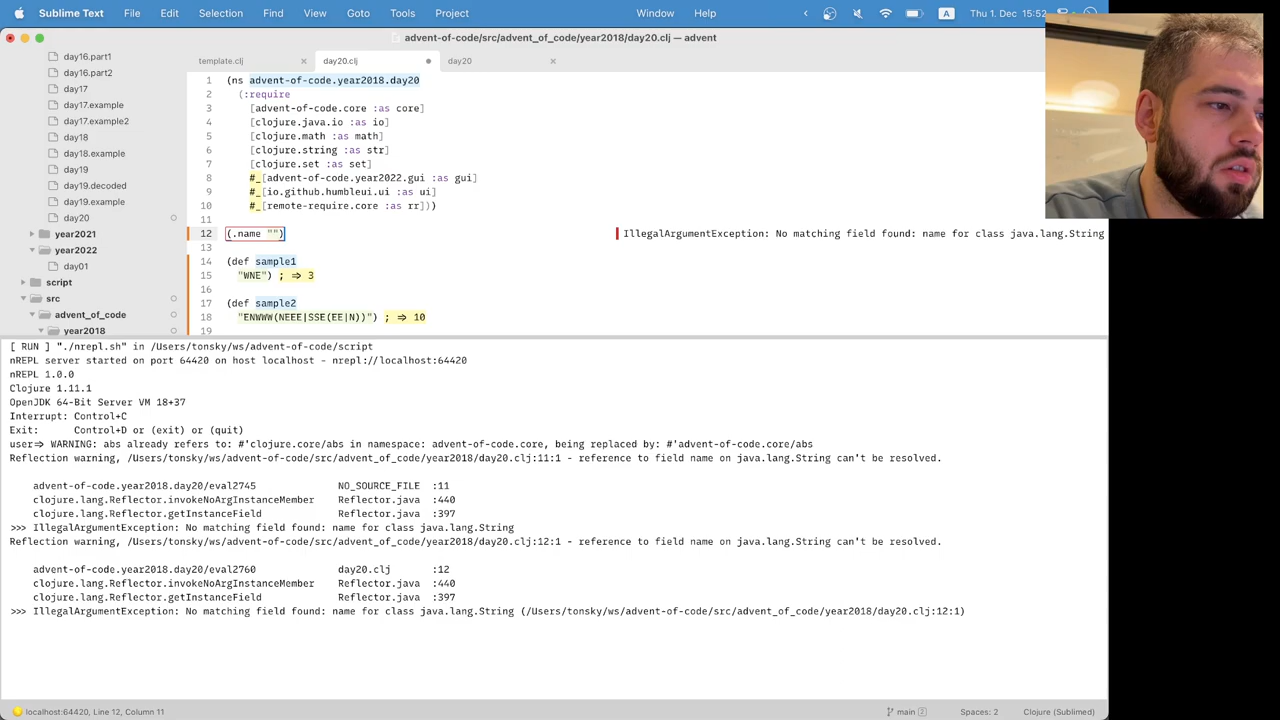 Sublime Text File Edit Selection Find View Goto Tools Project Window Help Thu 1. Dec 15:52
advent-of-code/src/advent_of_code/year2018/day20.clj — advent
template.clj day20.clj day20
day16.part1
day16.part2
day17
day17.example
day17.example2
day18
day18.example
day19
day19.decoded
day19.example
day20
year2021
year2022
day01
script
src
advent_of_code
year2018
1 (ns advent-of-code.year2018.day20
2 (:require
3 [advent-of-code.core :as core]
4 [clojure.java.io :as io]
5 [clojure.math :as math]
6 [clojure.string :as str]
7 [clojure.set :as set]
8 #_[advent-of-code.year2022.gui :as gui]
9 #_[io.github.humbleui.ui :as ui]
10 #_[remote-require.core :as rr]))
11
12 (.name "") IllegalArgumentException: No matching field found: name for class java.lang.String
13
14 (def sample1
15 "WNE") ; => 3
16
17 (def sample2
18 "ENWWW(NEEE|SSE(EE|N))") ; => 10
19
[ RUN ] "./nrepl.sh" in /Users/tonsky/ws/advent-of-code/script
nREPL server started on port 64420 on host localhost - nrepl://localhost:64420
nREPL 1.0.0
Clojure 1.11.1
OpenJDK 64-Bit Server VM 18+37
Interrupt: Control+C
Exit: Control+D or (exit) or (quit)
user=> WARNING: abs already refers to: #'clojure.core/abs in namespace: advent-of-code.core, being replaced by: #'advent-of-code.core/abs
Reflection warning, /Users/tonsky/ws/advent-of-code/src/advent_of_code/year2018/day20.clj:11:1 - reference to field name on java.lang.String can't be resolved.
advent-of-code.year2018.day20/eval2745 NO_SOURCE_FILE :11
clojure.lang.Reflector.invokeNoArgInstanceMember Reflector.java :440
clojure.lang.Reflector.getInstanceField Reflector.java :397
>>> IllegalArgumentException: No matching field found: name for class java.lang.String
Reflection warning, /Users/tonsky/ws/advent-of-code/src/advent_of_code/year2018/day20.clj:12:1 - reference to field name on java.lang.String can't be resolved.
advent-of-code.year2018.day20/eval2760 day20.clj :12
clojure.lang.Reflector.invokeNoArgInstanceMember Reflector.java :440
clojure.lang.Reflector.getInstanceField Reflector.java :397
>>> IllegalArgumentException: No matching field found: name for class java.lang.String (/Users/tonsky/ws/advent-of-code/src/advent_of_code/year2018/day20.clj:12:1)
localhost:64420, Line 12, Column 11 main 2 Spaces: 2 Clojure (Sublimed)